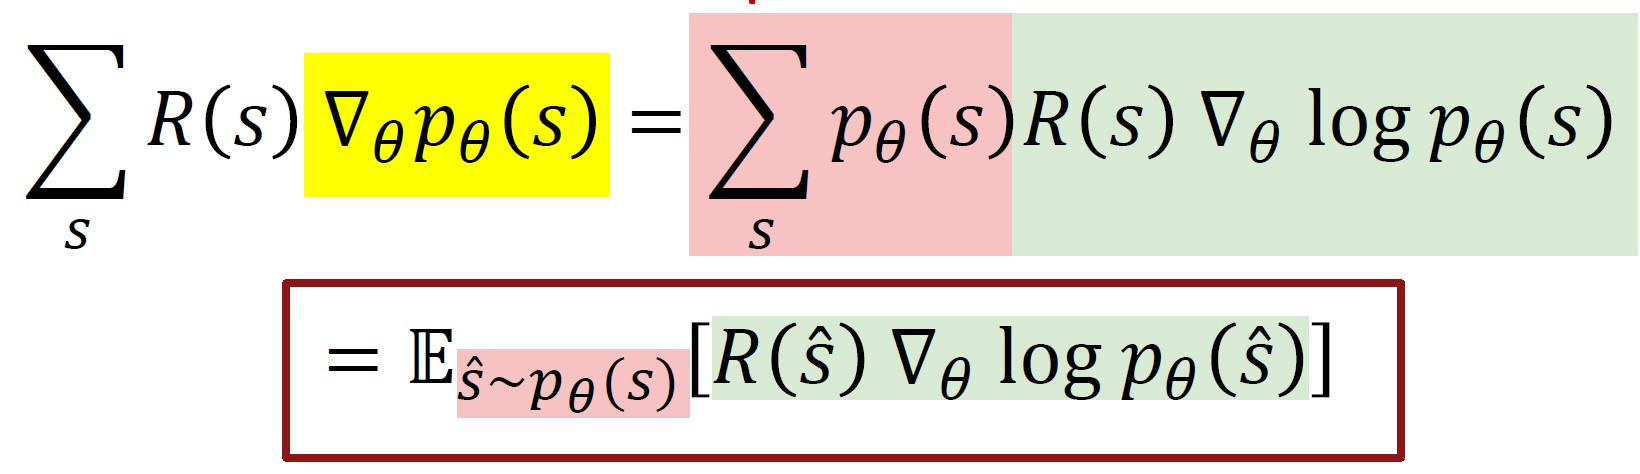 ∑_s R(s) ∇_θ p_θ(s) = ∑_s p_θ(s) R(s) ∇_θ log p_θ(s)
= 𝔼_{ŝ~p_θ(s)} [R(ŝ) ∇_θ log p_θ(ŝ)]